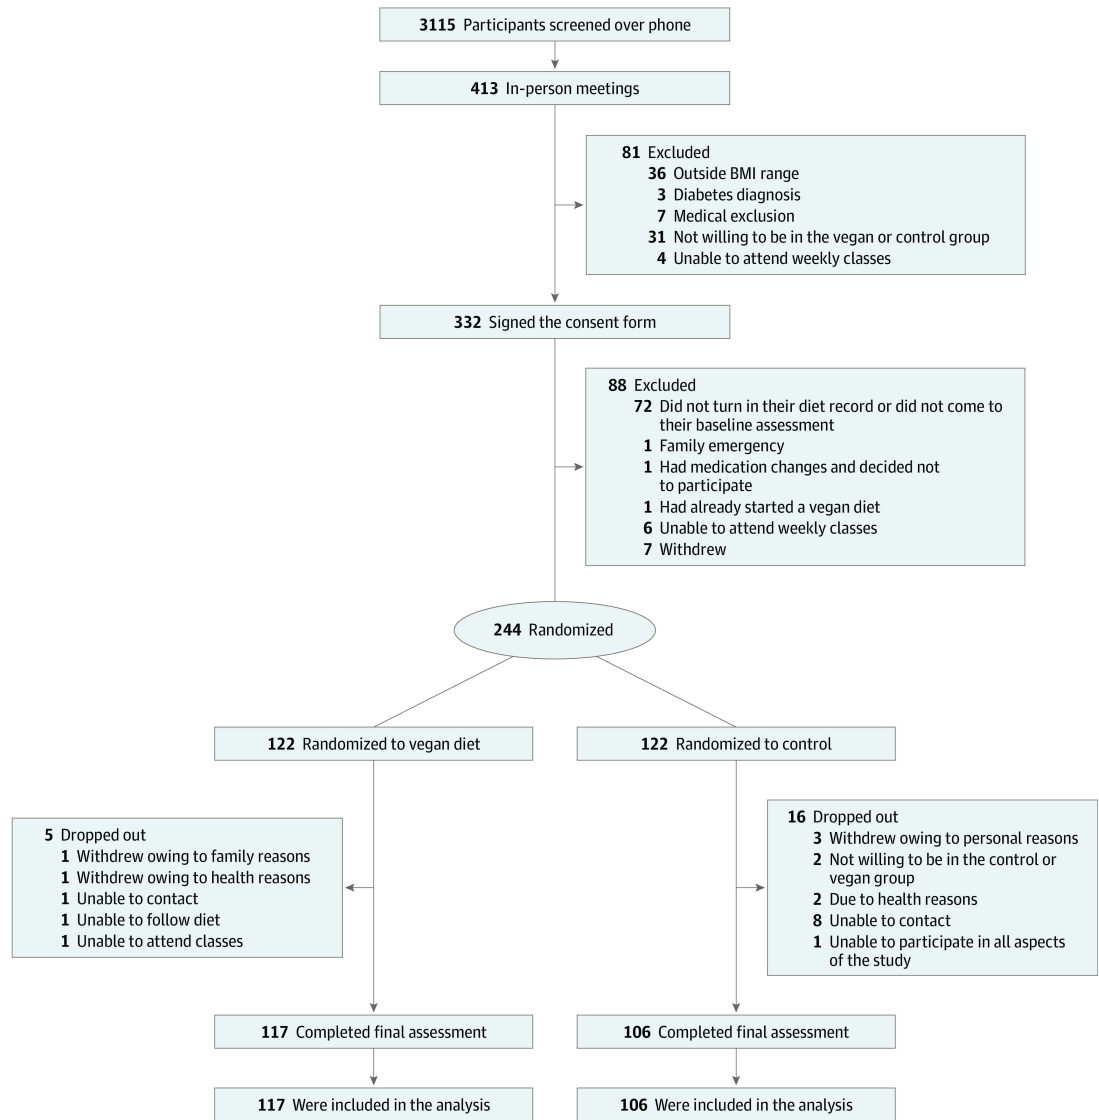 3115 Participants screened over phone
413 In-person meetings
81 Excluded
36 Outside BMI range
3 Diabetes diagnosis
7 Medical exclusion
31 Not willing to be in the vegan or control group
4 Unable to attend weekly classes
332 Signed the consent form
88 Excluded
72 Did not turn in their diet record or did not come to
their baseline assessment
1 Family emergency
1 Had medication changes and decided not
to participate
1 Had already started a vegan diet
6 Unable to attend weekly classes
7 Withdrew
244 Randomized
122 Randomized to vegan diet
122 Randomized to control
5 Dropped out
1 Withdrew owing to family reasons
1 Withdrew owing to health reasons
1 Unable to contact
1 Unable to follow diet
1 Unable to attend classes
16 Dropped out
3 Withdrew owing to personal reasons
2 Not willing to be in the control or
vegan group
2 Due to health reasons
8 Unable to contact
1 Unable to participate in all aspects
of the study
117 Completed final assessment
106 Completed final assessment
117 Were included in the analysis
106 Were included in the analysis